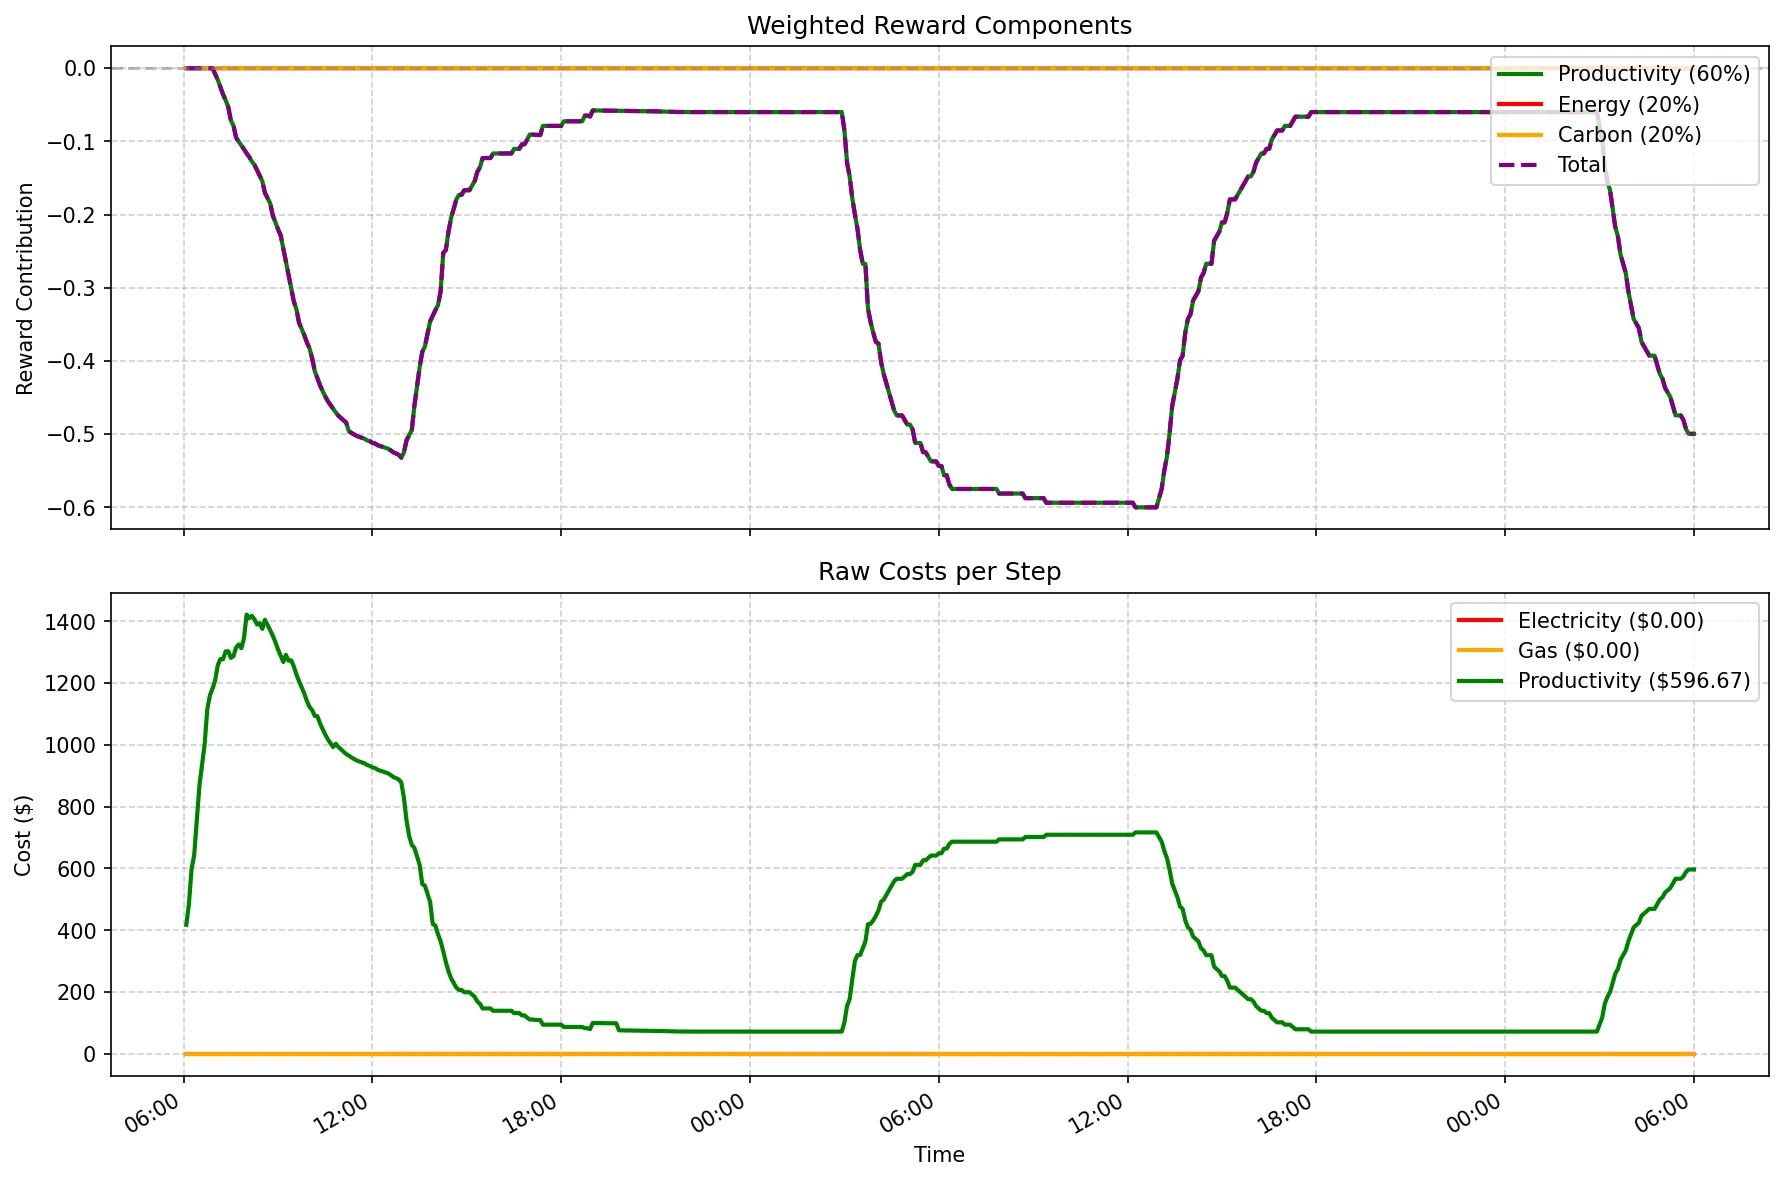 Weighted Reward Components
0.0
−0.1
−0.2
−0.3
−0.4
−0.5
−0.6
Reward Contribution
Productivity (60%)
Energy (20%)
Carbon (20%)
Total
Raw Costs per Step
1400
1200
1000
800
600
400
200
0
Cost ($)
Electricity ($0.00)
Gas ($0.00)
Productivity ($596.67)
06:00 12:00 18:00 00:00 06:00 12:00 18:00 00:00 06:00
Time